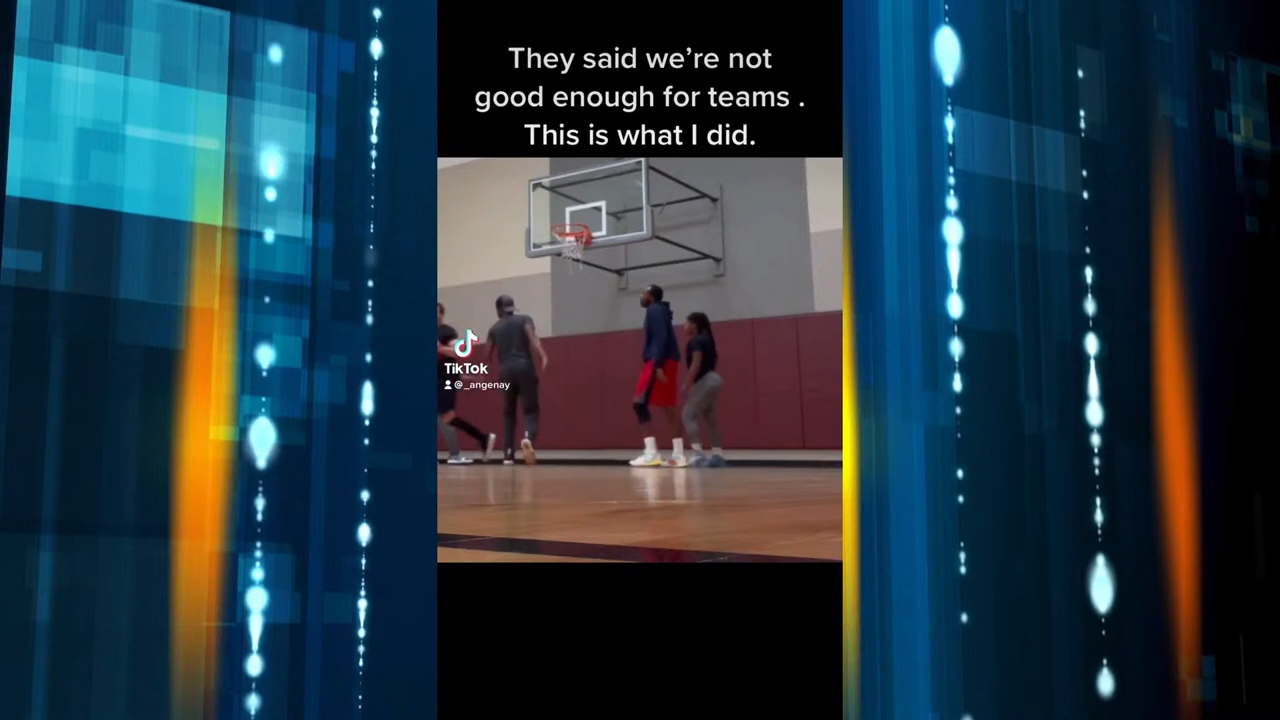 They said we’re not
good enough for teams .
This is what I did.
TikTok
@_angenay